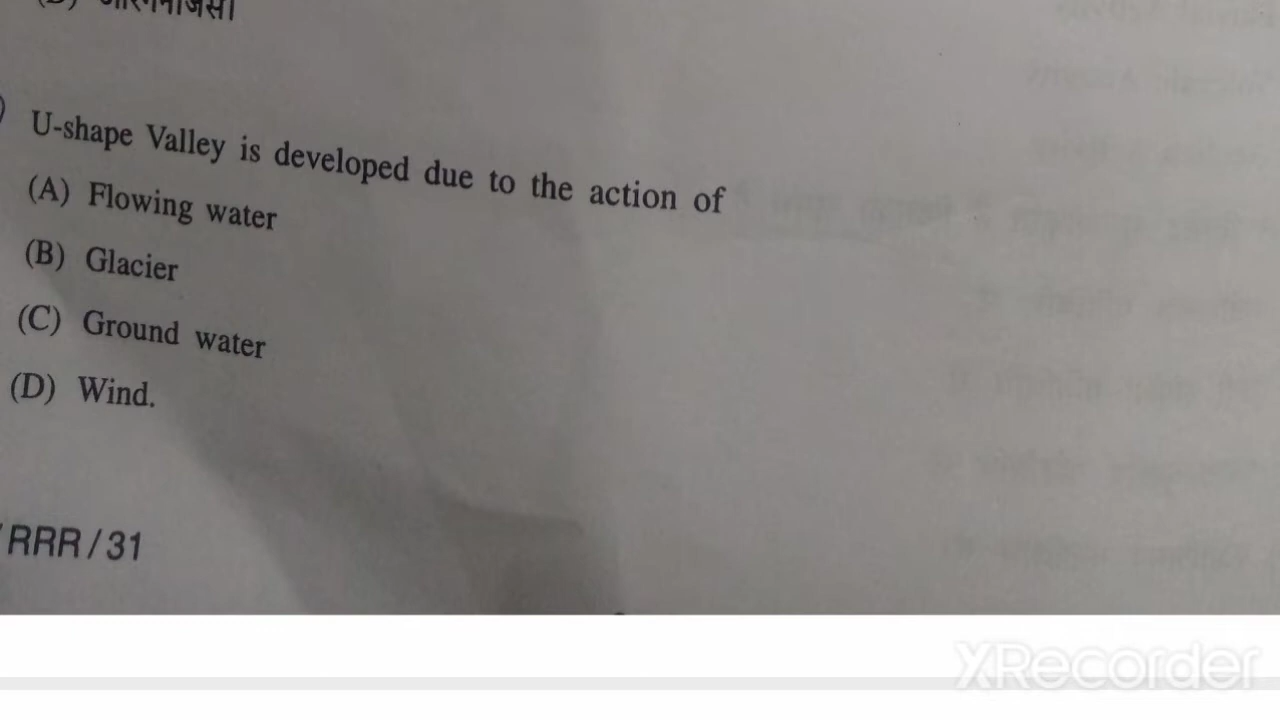 U-shape Valley is developed due to the action of
(A) Flowing water
(B) Glacier
(C) Ground water
(D) Wind.
RRR/31
XRecorder